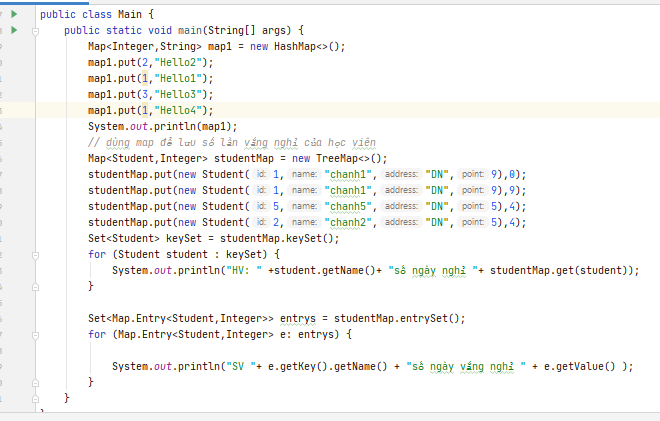 public class Main {
public static void main(String[] args) {
Map<Integer,String> map1 = new HashMap<>();
map1.put(2,"Hello2");
map1.put(1,"Hello1");
map1.put(3,"Hello3");
map1.put(1,"Hello4");
System.out.println(map1);
// dùng map để lưu số lần vắng nghỉ của học viên
Map<Student,Integer> studentMap = new TreeMap<>();
studentMap.put(new Student( id: 1, name: "chanh1", address: "DN", point: 9),0);
studentMap.put(new Student( id: 1, name: "chanh1", address: "DN", point: 9),9);
studentMap.put(new Student( id: 5, name: "chanh5", address: "DN", point: 5),4);
studentMap.put(new Student( id: 2, name: "chanh2", address: "DN", point: 5),4);
Set<Student> keySet = studentMap.keySet();
for (Student student : keySet) {
System.out.println("HV: " +student.getName()+ "số ngày nghỉ "+ studentMap.get(student));
}
Set<Map.Entry<Student,Integer>> entrys = studentMap.entrySet();
for (Map.Entry<Student,Integer> e: entrys) {
System.out.println("SV "+ e.getKey().getName() + "số ngày vắng nghỉ " + e.getValue() );
}
}